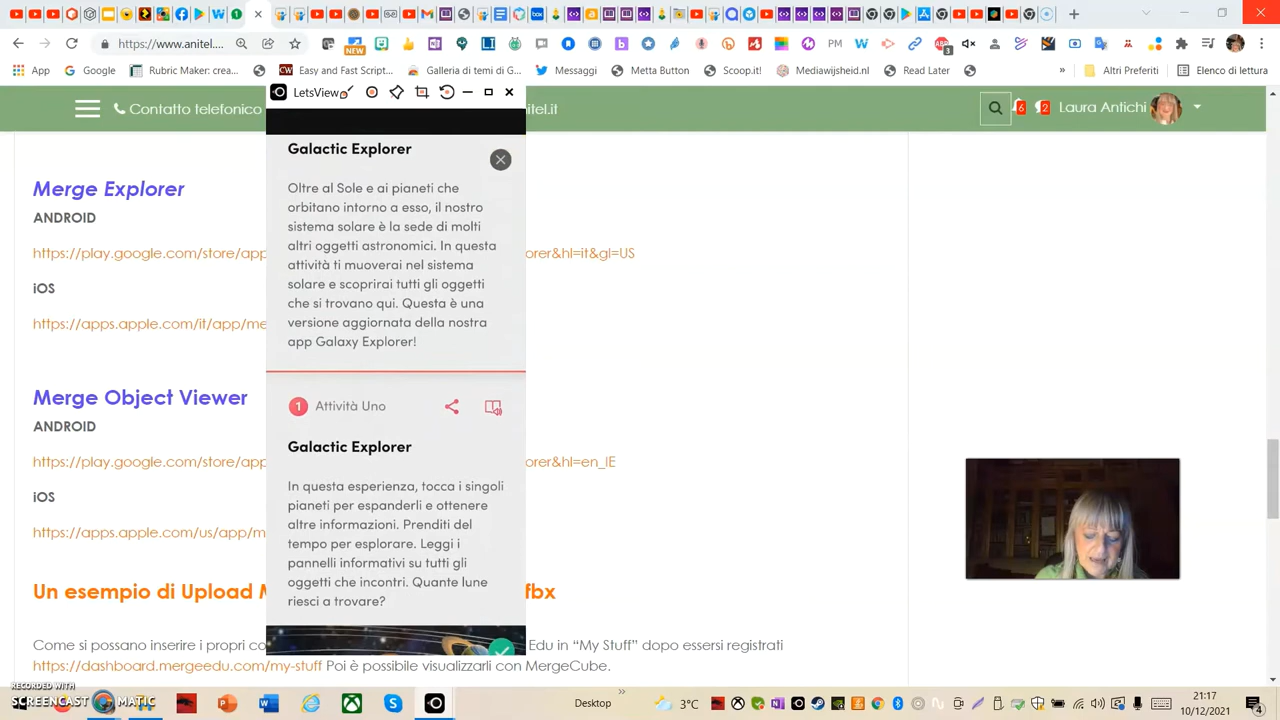 https://www.anitel.
App
Google
Rubric Maker: crea...
Easy and Fast Script...
Galleria di temi di G...
Messaggi
Metta Button
Scoop.it!
Mediawijsheid.nl
Read Later
»
Altri Preferiti
Elenco di lettura
LetsView
Contatto telefonico
nitel.it
6
2
Laura Antichi
Merge Explorer
ANDROID
https://play.google.com/store/app
orer&hl=it&gl=US
iOS
https://apps.apple.com/it/app/me
Merge Object Viewer
ANDROID
https://play.google.com/store/app
orer&hl=en_IE
iOS
https://apps.apple.com/us/app/m
Un esempio di Upload M
fbx
Come si possano inserire i propri co
Edu in “My Stuff” dopo essersi registrati
https://dashboard.mergeedu.com/my-stuff Poi è possibile visualizzarli con MergeCube.
Galactic Explorer
Oltre al Sole e ai pianeti che
orbitano intorno a esso, il nostro
sistema solare è la sede di molti
altri oggetti astronomici. In questa
attività ti muoverai nel sistema
solare e scoprirai tutti gli oggetti
che si trovano qui. Questa è una
versione aggiornata della nostra
app Galaxy Explorer!
1 Attività Uno
Galactic Explorer
In questa esperienza, tocca i singoli
pianeti per espanderli e ottenere
altre informazioni. Prenditi del
tempo per esplorare. Leggi i
pannelli informativi su tutti gli
oggetti che incontri. Quante lune
riesci a trovare?
RECORDED WITH
SCREENCAST MATIC
Desktop
»
3°C
21:17
10/12/2021
4